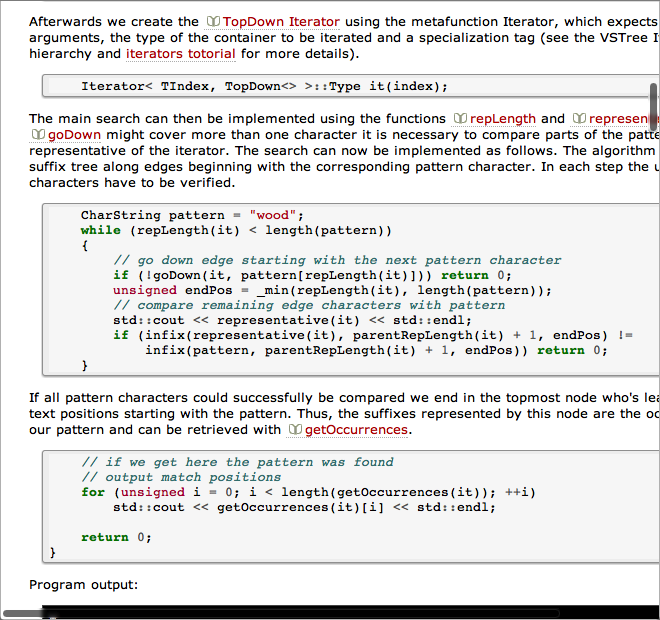 Afterwards we create the TopDown Iterator using the metafunction Iterator, which expects
arguments, the type of the container to be iterated and a specialization tag (see the VSTree
hierarchy and iterators totorial for more details).
Iterator< TIndex, TopDown<> >::Type it(index);
The main search can then be implemented using the functions repLength and
goDown might cover more than one character it is necessary to compare parts of the
representative of the iterator. The search can now be implemented as follows. The algorithm
suffix tree along edges beginning with the corresponding pattern character. In each step the
characters have to be verified.
CharString pattern = "wood";
while (repLength(it) < length(pattern))
{
// go down edge starting with the next pattern character
if (!goDown(it, pattern[repLength(it)])) return 0;
unsigned endPos = _min(repLength(it), length(pattern));
// compare remaining edge characters with pattern
std::cout << representative(it) << std::endl;
if (infix(representative(it), parentRepLength(it) + 1, endPos) !=
infix(pattern, parentRepLength(it) + 1, endPos)) return 0;
}
If all pattern characters could successfully be compared we end in the topmost node who's
text positions starting with the pattern. Thus, the suffixes represented by this node are the
our pattern and can be retrieved with getOccurrences.
// if we get here the pattern was found
// output match positions
for (unsigned i = 0; i < length(getOccurrences(it)); ++i)
std::cout << getOccurrences(it)[i] << std::endl;
return 0;
}
Program output: